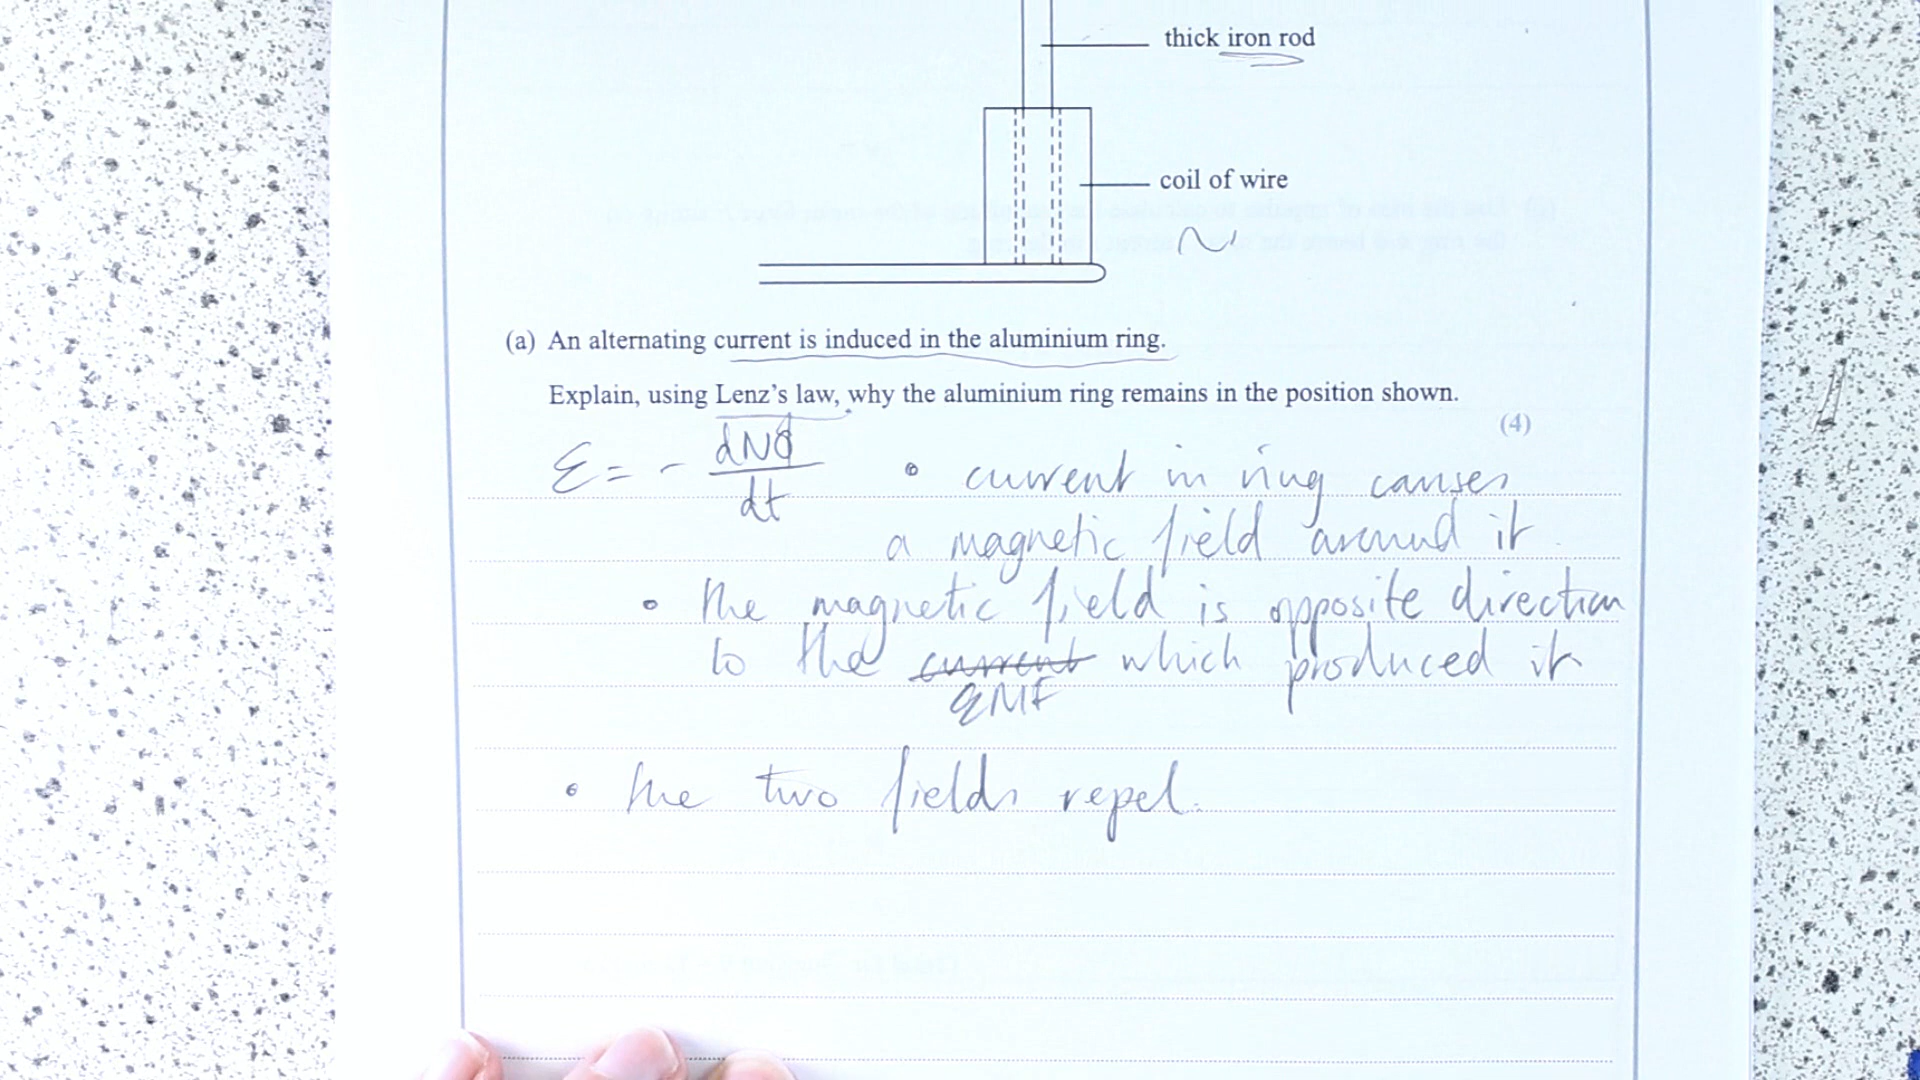 thick iron rod
coil of wire
(a) An alternating current is induced in the aluminium ring.
Explain, using Lenz's law, why the aluminium ring remains in the position shown.
(4)
ε = - dNϕ/dt
• current in ring causes
a magnetic field around it
• the magnetic field is opposite direction
to the current which produced it
EMF
• the two fields repel.